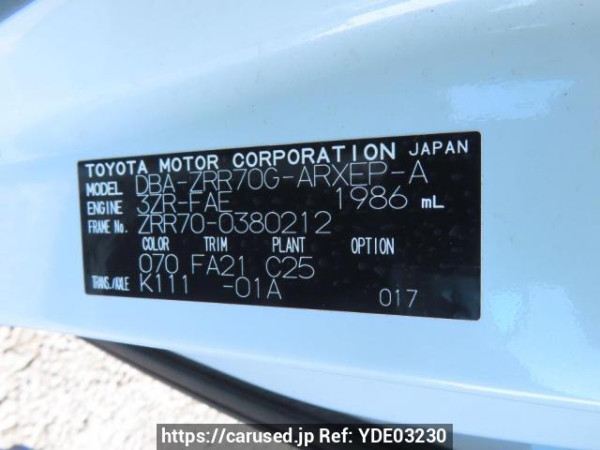 TOYOTA MOTOR CORPORATION JAPAN
MODEL DBA-ZRR70G-ARXEP-A
ENGINE 3ZR-FAE 1986 mL
FRAME No. ZRR70-0380212
COLOR TRIM PLANT OPTION
070 FA21 C25
TRANS./AXLE K111 -01A 017
https://carused.jp Ref: YDE03230